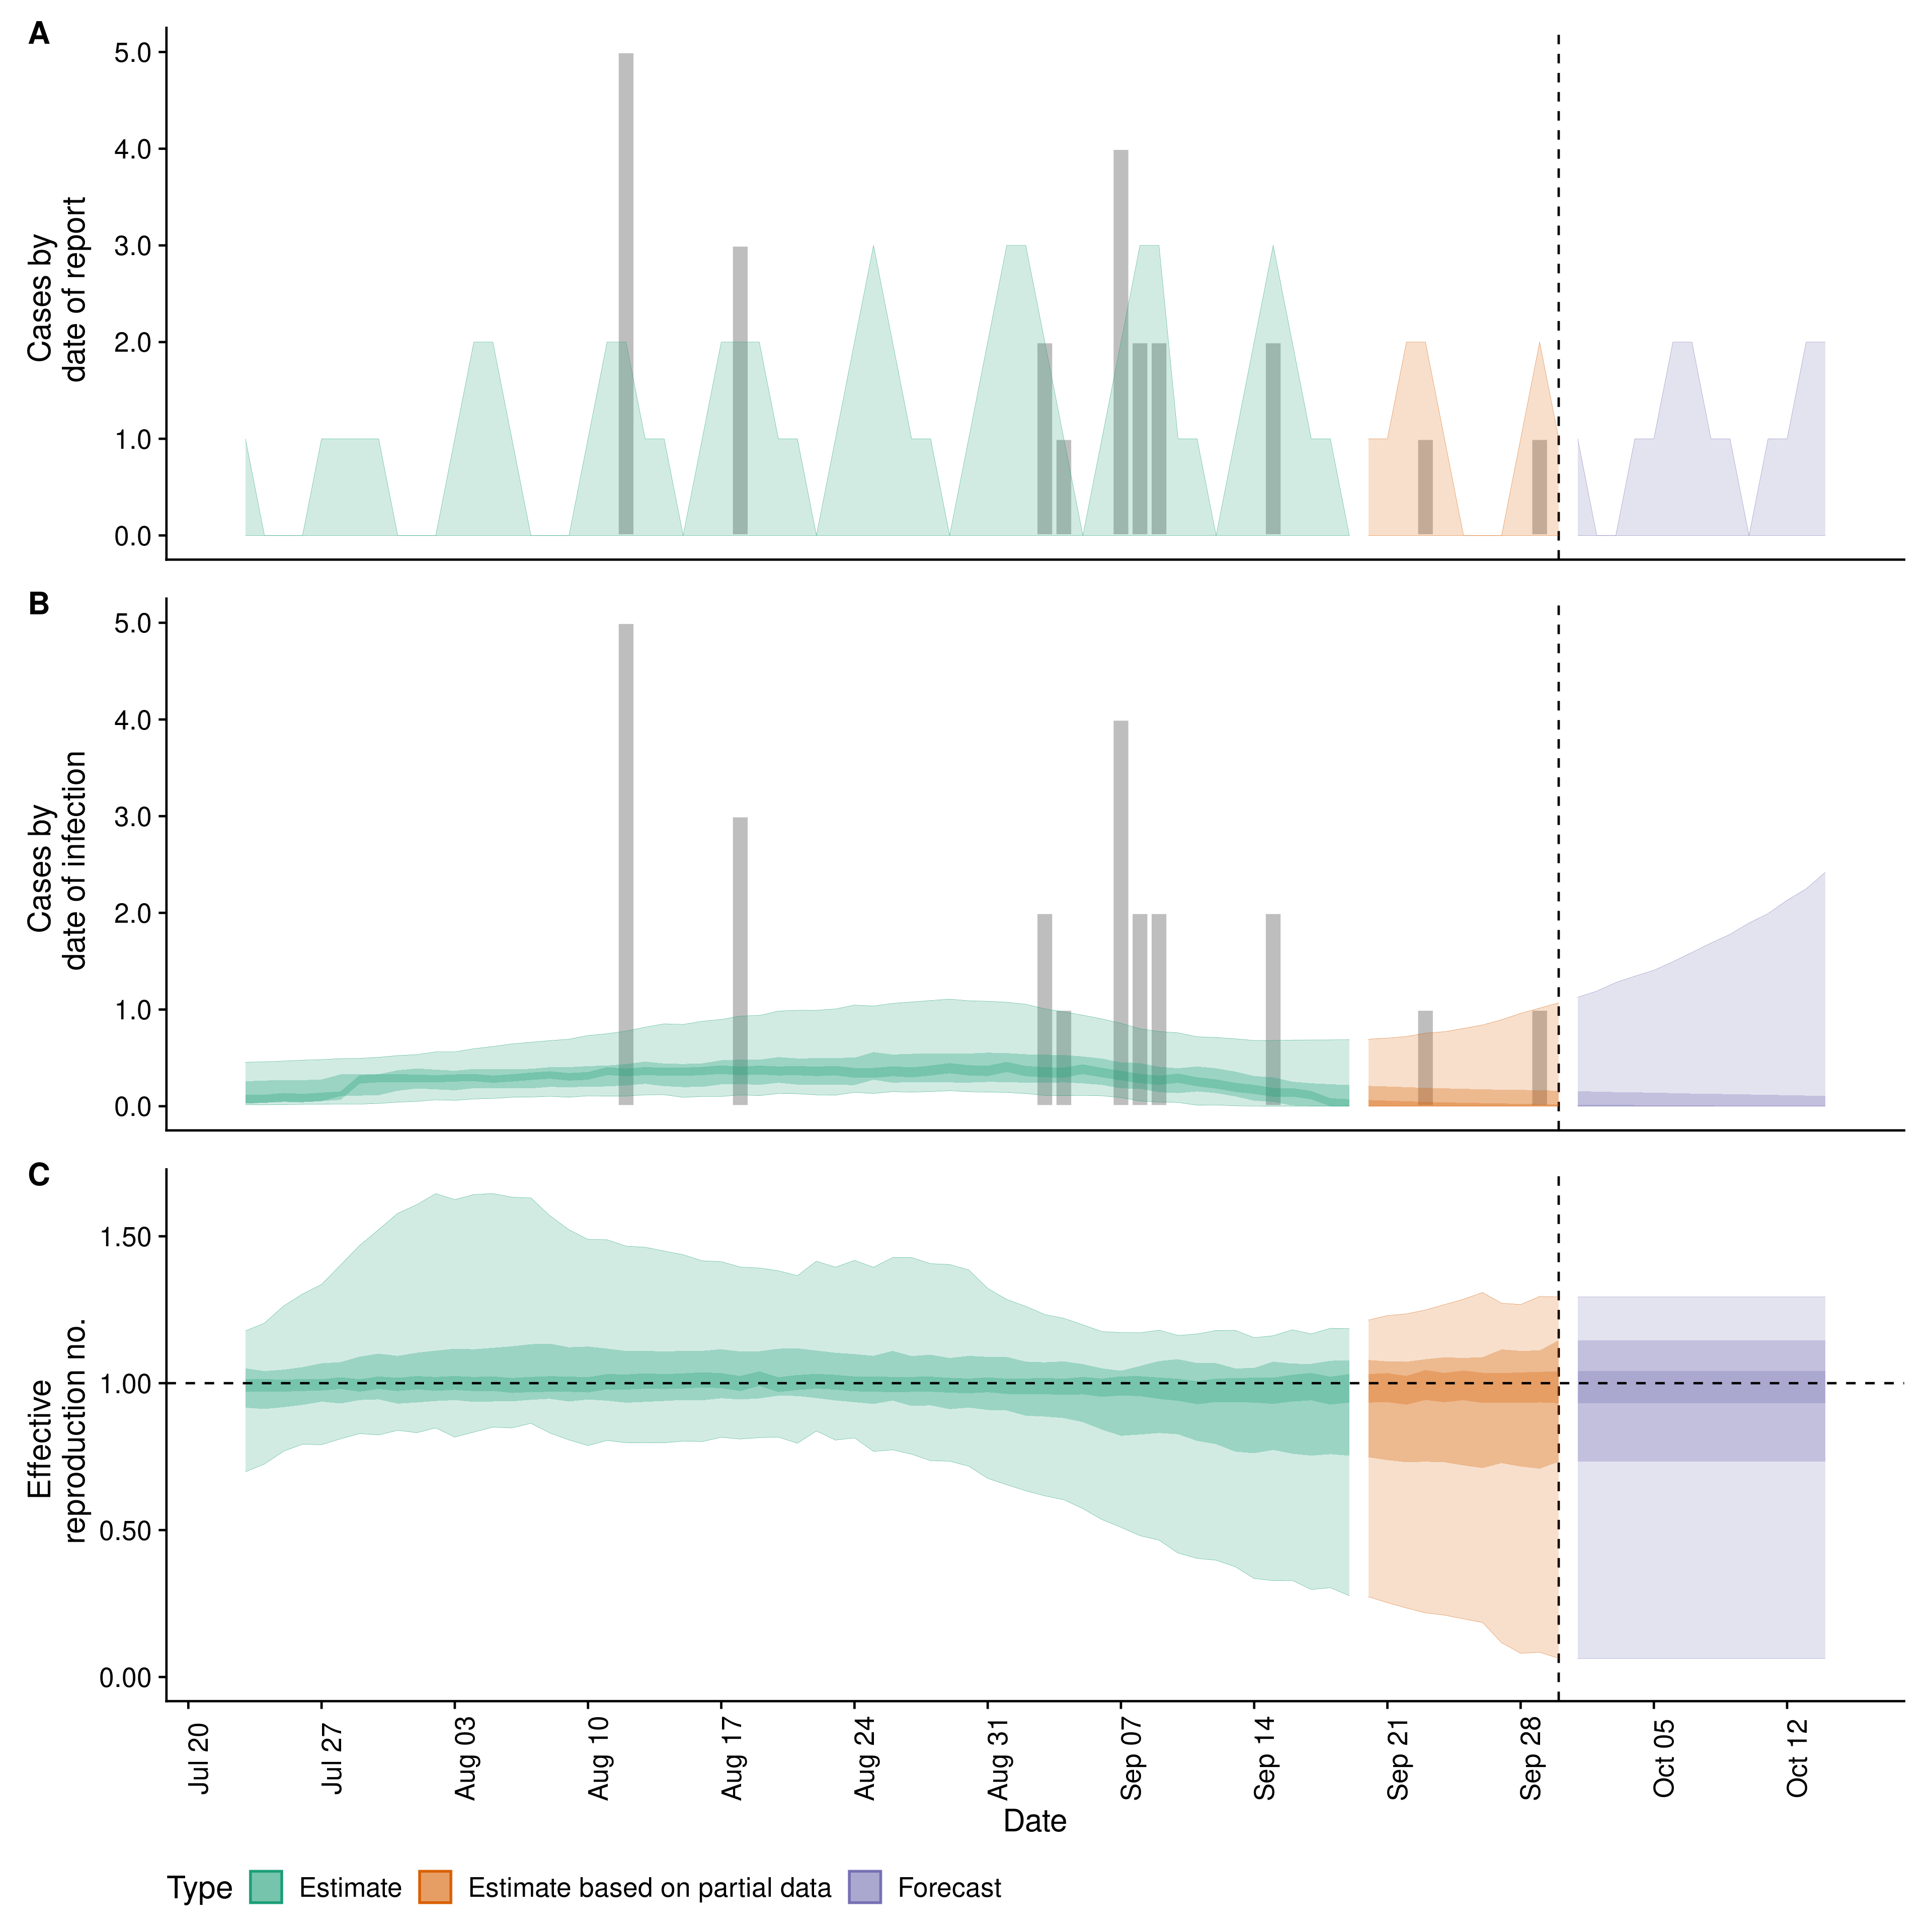 A
5.0
4.0
3.0
2.0
1.0
0.0
Cases by
date of report
B
5.0
4.0
3.0
2.0
1.0
0.0
Cases by
date of infection
C
1.50
1.00
0.50
0.00
Effective
reproduction no.
Jul 20
Jul 27
Aug 03
Aug 10
Aug 17
Aug 24
Aug 31
Sep 07
Sep 14
Sep 21
Sep 28
Oct 05
Oct 12
Date
Type Estimate Estimate based on partial data Forecast